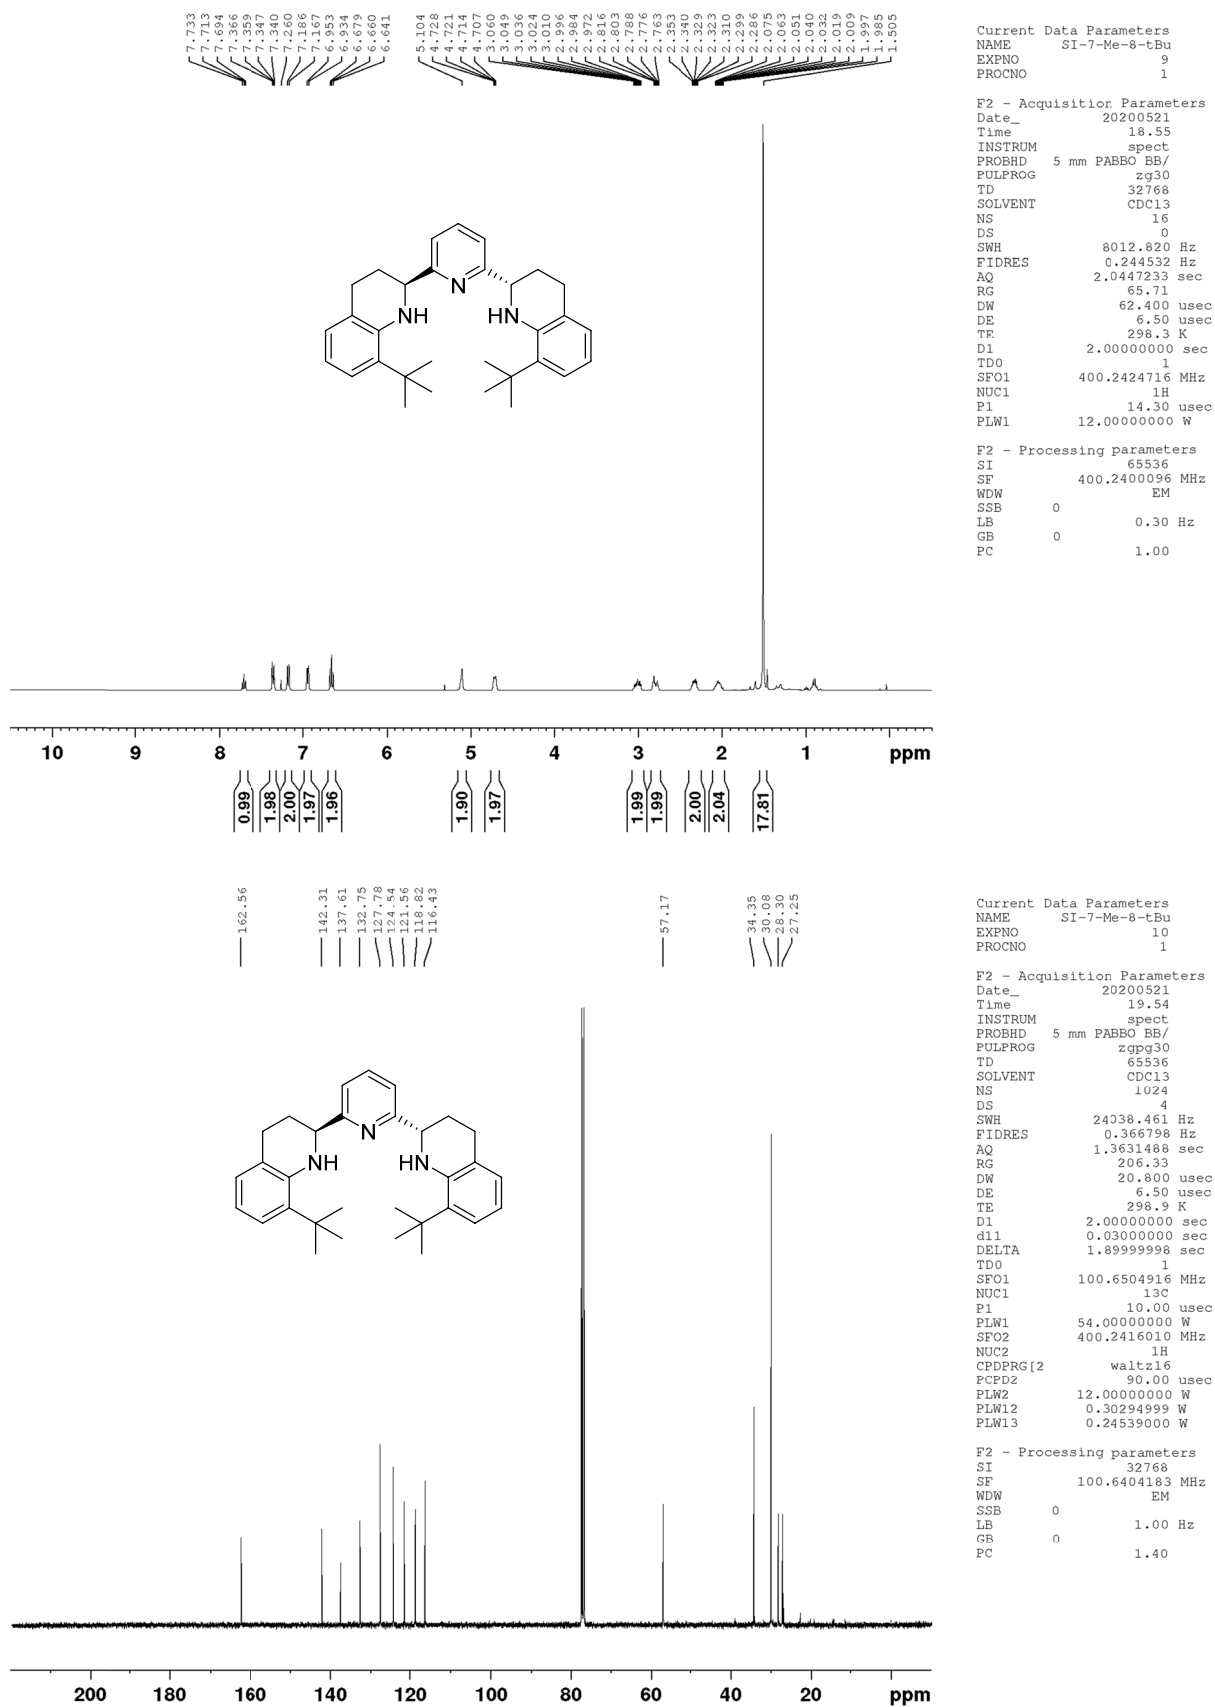 7.733
7.713
7.694
7.366
7.359
7.347
7.340
7.260
7.186
7.167
6.953
6.934
6.679
6.660
6.641
5.104
4.728
4.721
4.714
4.707
3.060
3.049
3.036
3.024
3.010
2.996
2.984
2.972
2.816
2.803
2.788
2.776
2.763
2.353
2.340
2.329
2.323
2.310
2.299
2.286
2.075
2.063
2.051
2.040
2.032
2.019
2.009
1.997
1.985
1.505
Current Data Parameters
NAME SI-7-Me-8-tBu
EXPNO 9
PROCNO 1
F2 - Acquisition Parameters
Date_ 20200521
Time 18.55
INSTRUM spect
PROBHD 5 mm PABBO BB/
PULPROG zg30
TD 32768
SOLVENT CDCl3
NS 16
DS 0
SWH 8012.820 Hz
FIDRES 0.244532 Hz
AQ 2.0447233 sec
RG 65.71
DW 62.400 usec
DE 6.50 usec
TE 298.3 K
D1 2.00000000 sec
TD0 1
SFO1 400.2424716 MHz
NUC1 1H
P1 14.30 usec
PLW1 12.00000000 W
F2 - Processing parameters
SI 65536
SF 400.2400096 MHz
WDW EM
SSB 0
LB 0.30 Hz
GB 0
PC 1.00
N
NH HN
10 9 8 7 6 5 4 3 2 1 ppm
0.99 1.98 2.00 1.97 1.96 1.90 1.97 1.99 1.99 2.00 2.04 17.81
162.56
142.31
137.61
132.75
127.78
124.54
121.56
118.82
116.43
57.17
34.35
30.08
28.30
27.25
Current Data Parameters
NAME SI-7-Me-8-tBu
EXPNO 10
PROCNO 1
F2 - Acquisition Parameters
Date_ 20200521
Time 19.54
INSTRUM spect
PROBHD 5 mm PABBO BB/
PULPROG zgpg30
TD 65536
SOLVENT CDCl3
NS 1024
DS 4
SWH 24038.461 Hz
FIDRES 0.366798 Hz
AQ 1.3631488 sec
RG 206.33
DW 20.800 usec
DE 6.50 usec
TE 298.9 K
D1 2.00000000 sec
d11 0.03000000 sec
DELTA 1.89999998 sec
TD0 1
SFO1 100.6504916 MHz
NUC1 13C
P1 10.00 usec
PLW1 54.00000000 W
SFO2 400.2416010 MHz
NUC2 1H
CPDPRG[2 waltz16
PCPD2 90.00 usec
PLW2 12.00000000 W
PLW12 0.30294999 W
PLW13 0.24539000 W
F2 - Processing parameters
SI 32768
SF 100.6404183 MHz
WDW EM
SSB 0
LB 1.00 Hz
GB 0
PC 1.40
N
NH HN
200 180 160 140 120 100 80 60 40 20 ppm